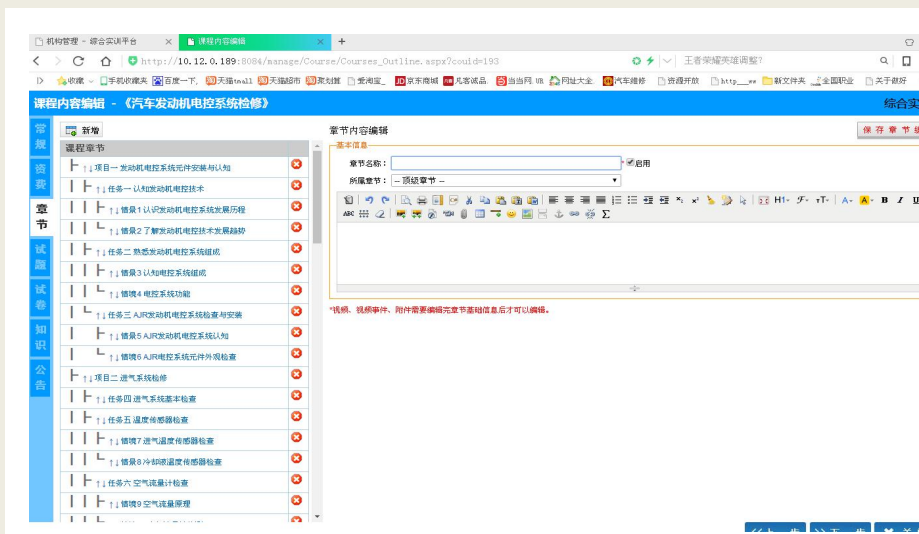 机构管理 - 综合实训平台
课程内容编辑
http://10.12.0.189:8084/manage/Course/Courses_Outline.aspx?couid=193
王者荣耀英雄调整?
收藏 手机收藏夹 百度一下, 天猫tmall 天猫超市 聚划算 爱淘宝_ 京东商城 凡客诚品 当当网 VR 网址大全 汽车维修 资源开放 新文件夹 全国职业 关于做好
课程内容编辑 - 《汽车发动机电控系统检修》
综合实
常规
资费
章节
试题
试卷
知识
公告
新增
课程章节
↑↓项目一 发动机电控系统元件安装与认知
↑↓任务一 认知发动机电控技术
↑↓情景1 认识发动机电控系统发展历程
↑↓情景2 了解发动机电控技术发展趋势
↑↓任务二 熟悉发动机电控系统组成
↑↓情景3 认知电控系统组成
↑↓情境4 电控系统功能
↑↓任务三 AJR发动机电控系统检查与安装
↑↓情景5 AJR发动机电控系统认知
↑↓情境6 AJR电控系统元件外观检查
↑↓项目二 进气系统检修
↑↓任务四 进气系统基本检查
↑↓任务五 温度传感器检查
↑↓情境7 进气温度传感器检查
↑↓情景8 冷却液温度传感器检查
↑↓任务六 空气流量计检查
↑↓情境9 空气流量原理
章节内容编辑
保存章节
基本信息
章节名称：
启用
所属章节： -- 顶级章节 --
H1 F TT A A B I U
ABC Σ
*视频、视频事件、附件需要编辑完章节基础信息后才可以编辑。